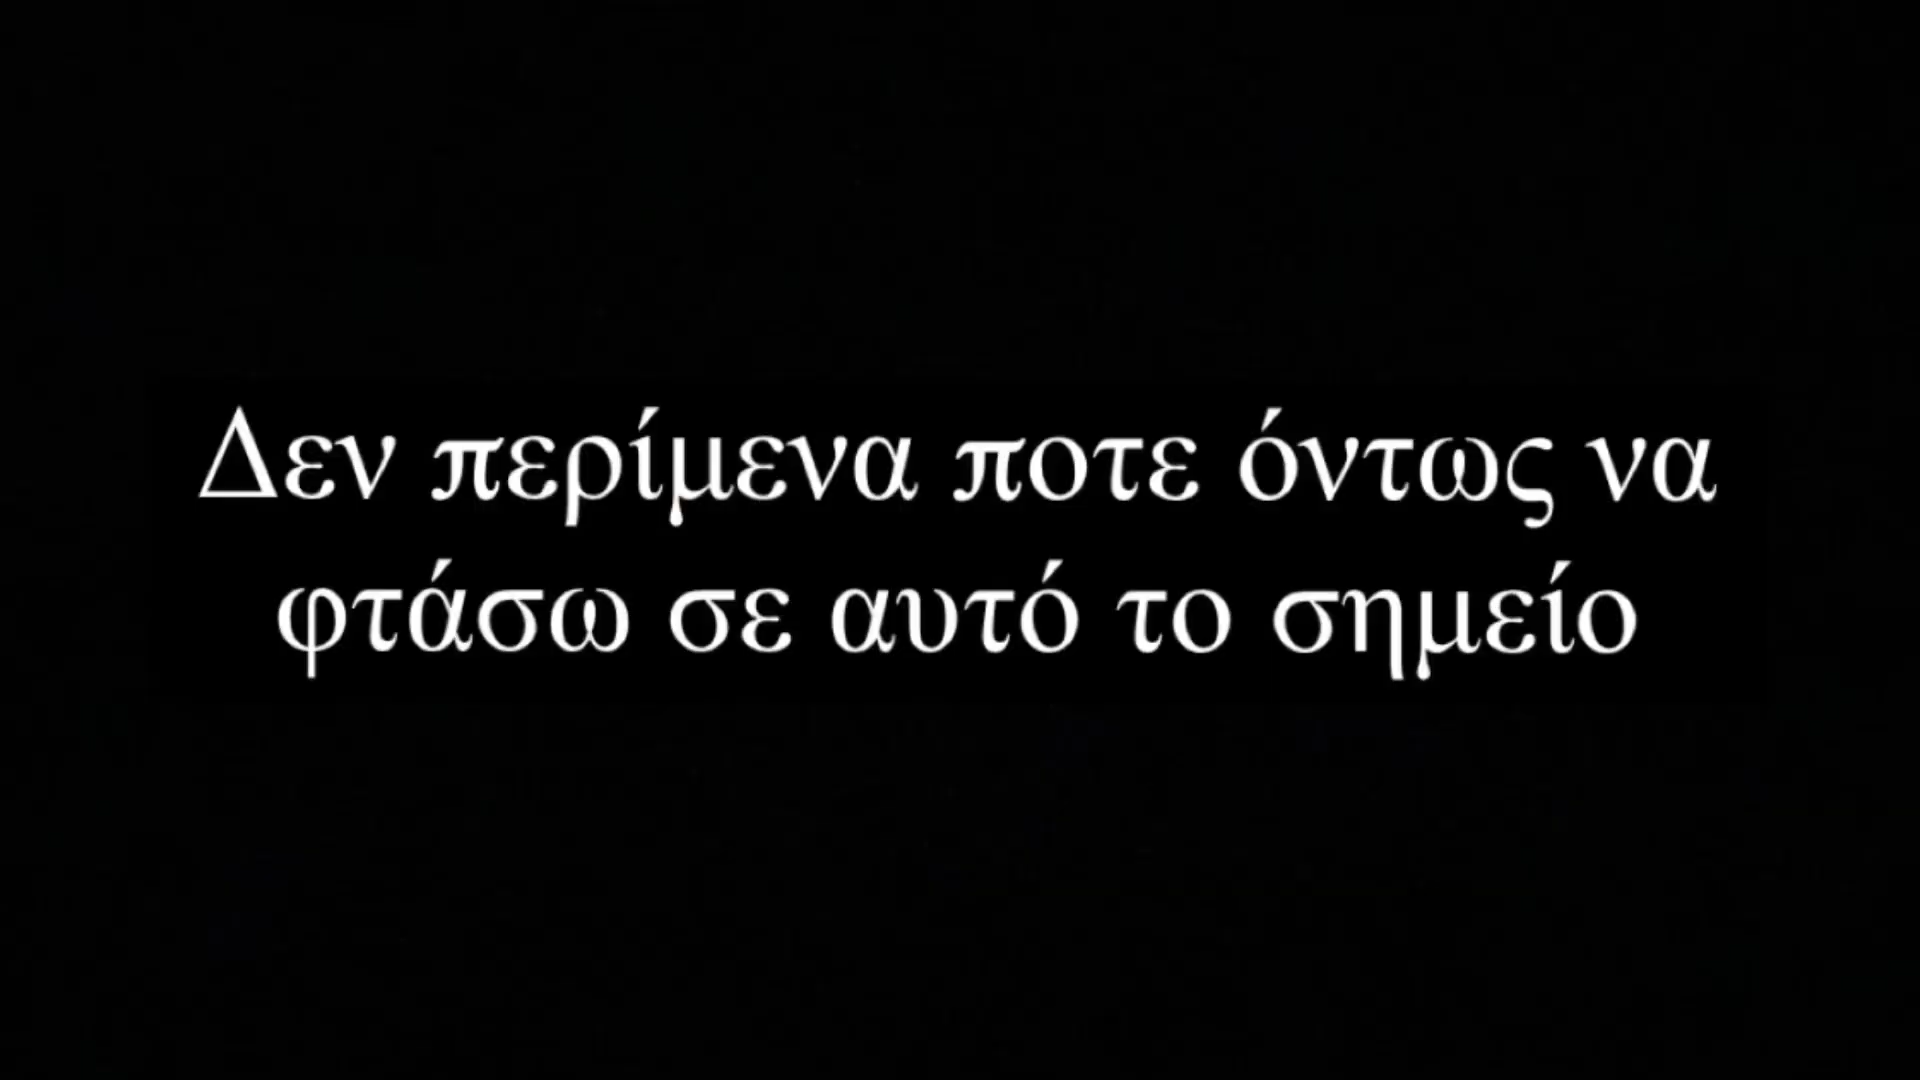 Δεν περίμενα ποτε όντως να
φτάσω σε αυτό το σημείο